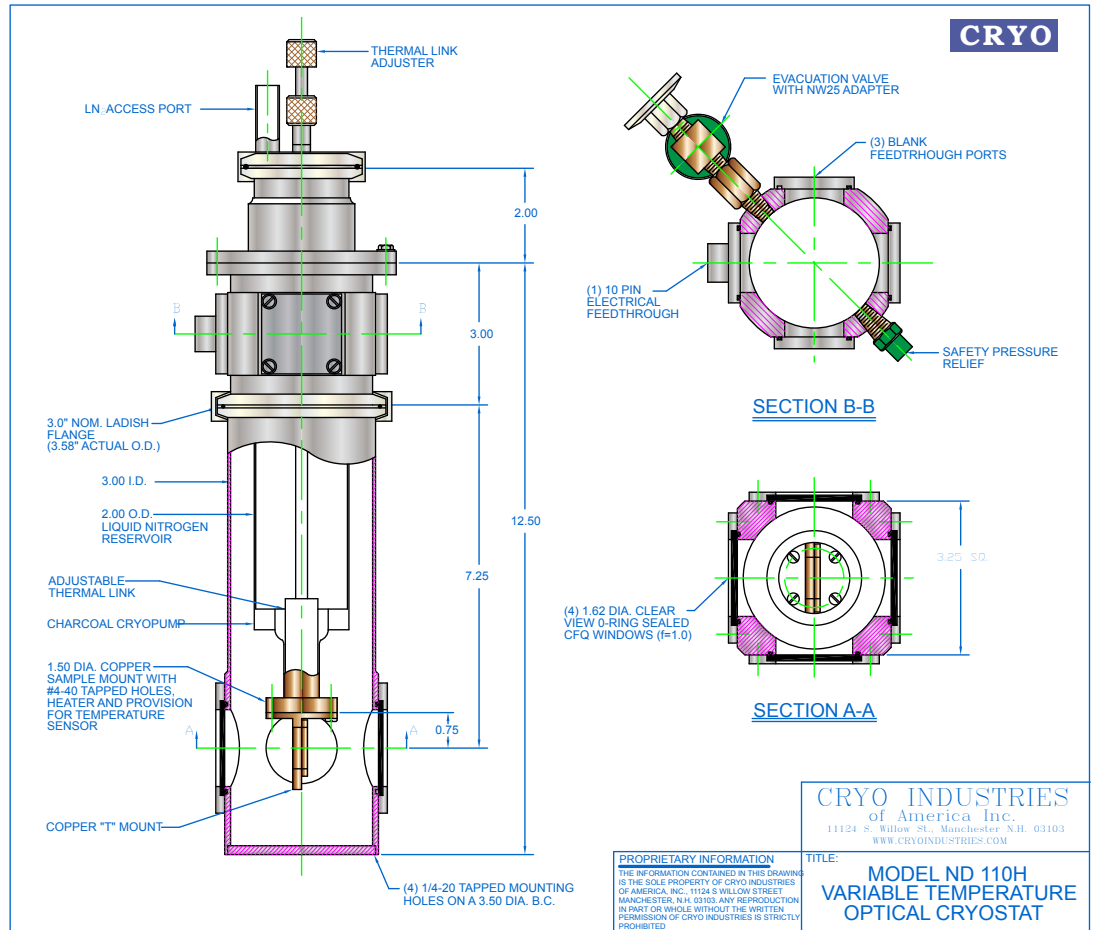 CRYO
THERMAL LINK
ADJUSTER
LN2 ACCESS PORT
2.00
B
B
3.00
3.0" NOM. LADISH
FLANGE
(3.58" ACTUAL O.D.)
3.00 I.D.
2.00 O.D.
LIQUID NITROGEN
RESERVOIR
12.50
7.25
ADJUSTABLE
THERMAL LINK
CHARCOAL CRYOPUMP
1.50 DIA. COPPER
SAMPLE MOUNT WITH
#4-40 TAPPED HOLES,
HEATER AND PROVISION
FOR TEMPERATURE
SENSOR
A
A
0.75
COPPER "T" MOUNT
(4) 1/4-20 TAPPED MOUNTING
HOLES ON A 3.50 DIA. B.C.
EVACUATION VALVE
WITH NW25 ADAPTER
(3) BLANK
FEEDTRHOUGH PORTS
(1) 10 PIN
ELECTRICAL
FEEDTHROUGH
SAFETY PRESSURE
RELIEF
SECTION B-B
3.25 SQ.
(4) 1.62 DIA. CLEAR
VIEW 0-RING SEALED
CFQ WINDOWS (f=1.0)
SECTION A-A
CRYO INDUSTRIES
of America Inc.
11124 S. Willow St., Manchester N.H. 03103
WWW.CRYOINDUSTRIES.COM
PROPRIETARY INFORMATION
THE INFORMATION CONTAINED IN THIS DRAWING
IS THE SOLE PROPERTY OF CRYO INDUSTRIES
OF AMERICA, INC., 11124 S WILLOW STREET
MANCHESTER, N.H. 03103. ANY REPRODUCTION
IN PART OR WHOLE WITHOUT THE WRITTEN
PERMISSION OF CRYO INDUSTRIES IS STRICTLY
PROHIBITED
TITLE:
MODEL ND 110H
VARIABLE TEMPERATURE
OPTICAL CRYOSTAT